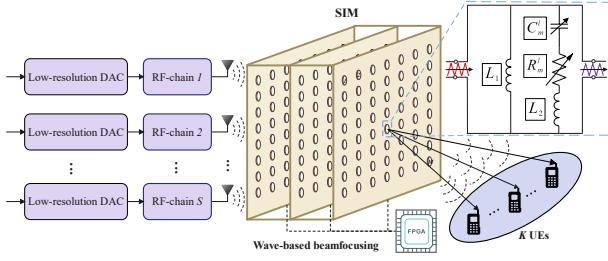 SIM
Low-resolution DAC
RF-chain 1
Low-resolution DAC
RF-chain 2
...
...
...
Low-resolution DAC
RF-chain S
L_1
C_m^l
R_m^l
L_2
FPGA
Wave-based beamfocusing
...
...
K UEs